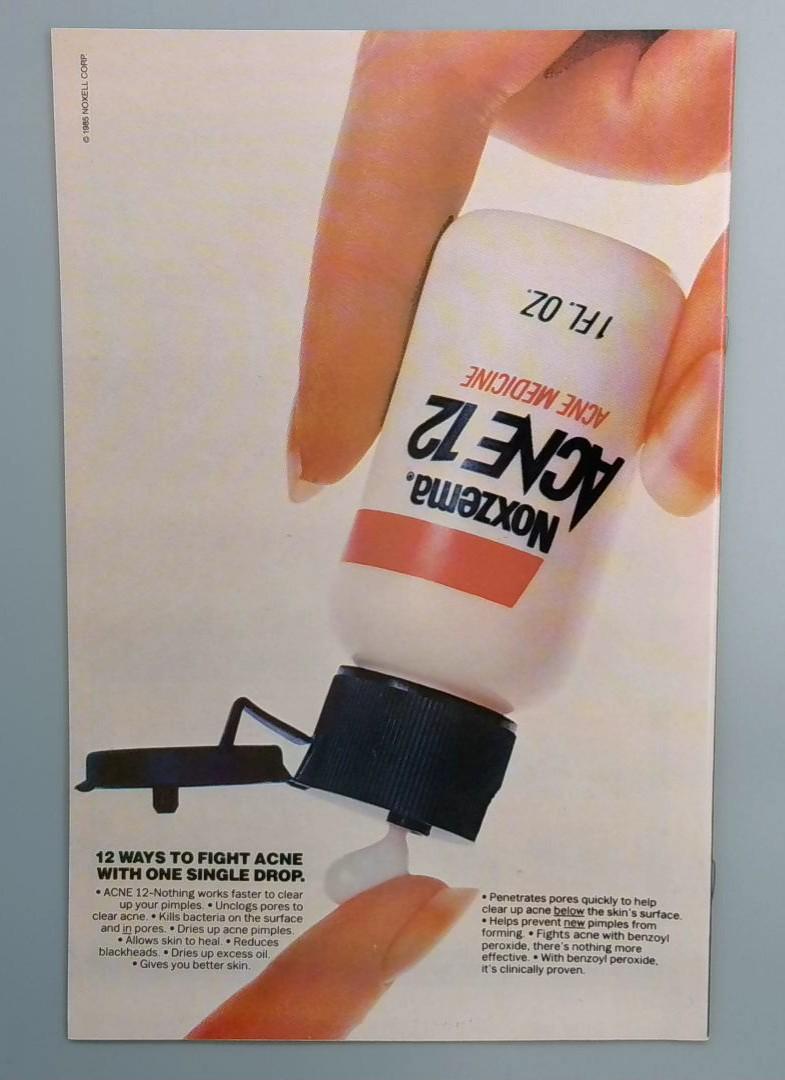 © 1985 NOXELL CORP.
1 FL. OZ.
ACNE MEDICINE
ACNE 12
Noxzema®
12 WAYS TO FIGHT ACNE
WITH ONE SINGLE DROP.
• ACNE 12-Nothing works faster to clear
up your pimples. • Unclogs pores to
clear acne. • Kills bacteria on the surface
and in pores. • Dries up acne pimples.
• Allows skin to heal. • Reduces
blackheads. • Dries up excess oil.
• Gives you better skin.
• Penetrates pores quickly to help
clear up acne below the skin's surface.
• Helps prevent new pimples from
forming. • Fights acne with benzoyl
peroxide, there's nothing more
effective. • With benzoyl peroxide,
it's clinically proven.